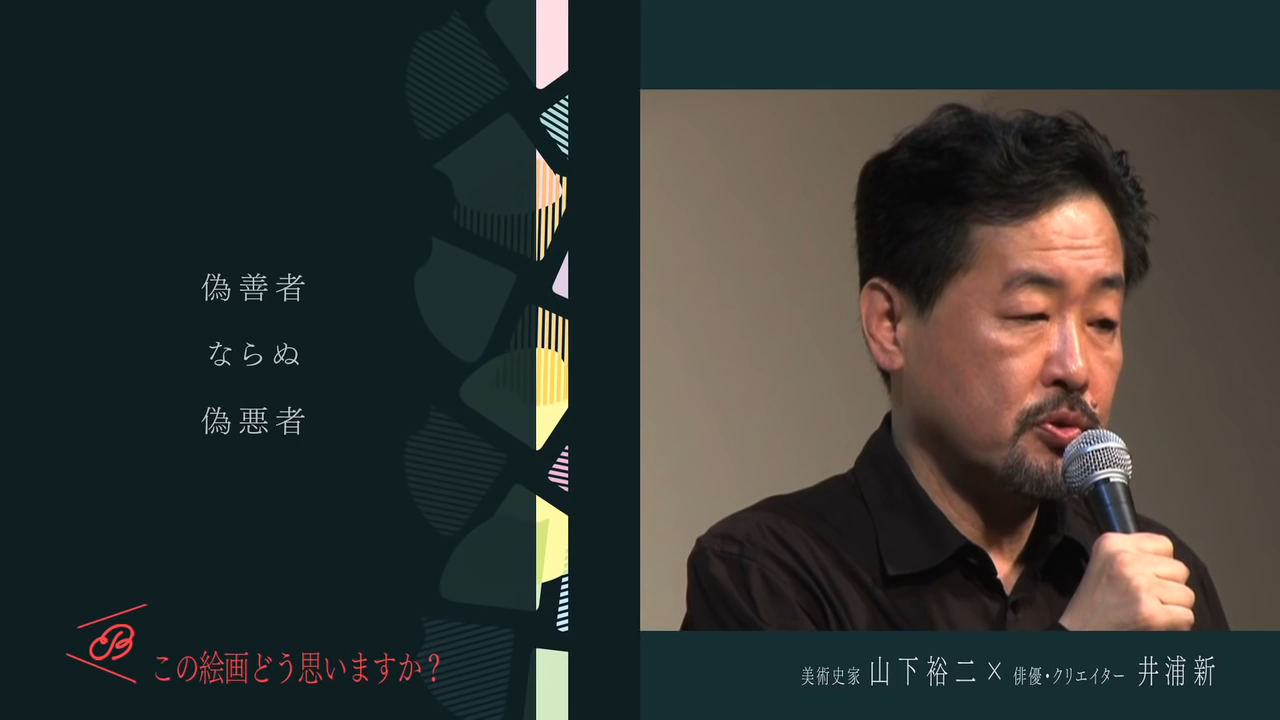 偽善者
ならぬ
偽悪者
B
この絵画どう思いますか？
美術史家 山下裕二 × 俳優・クリエイター 井浦新